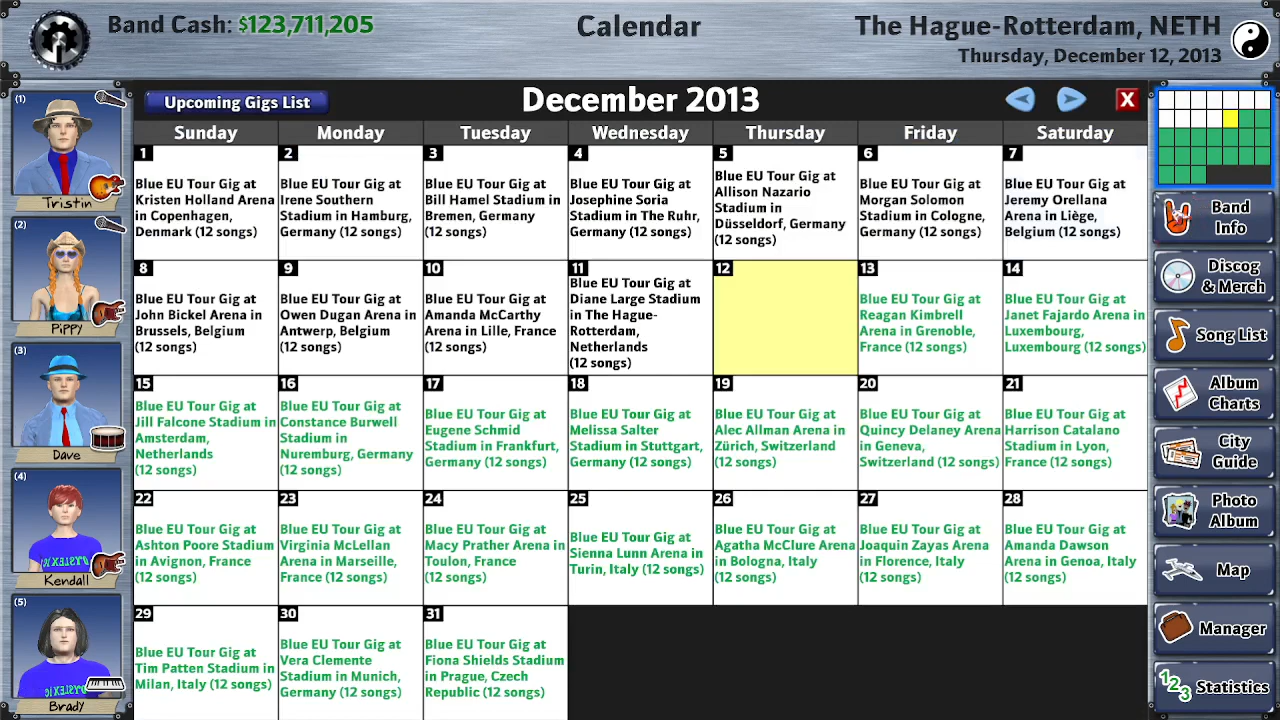 Band Cash: $123,711,205
Calendar
The Hague-Rotterdam, NETH
Thursday, December 12, 2013
Upcoming Gigs List
December 2013
X
Sunday Monday Tuesday Wednesday Thursday Friday Saturday
1
Blue EU Tour Gig at
Kristen Holland Arena
in Copenhagen,
Denmark (12 songs)
2
Blue EU Tour Gig at
Irene Southern
Stadium in Hamburg,
Germany (12 songs)
3
Blue EU Tour Gig at
Bill Hamel Stadium in
Bremen, Germany
(12 songs)
4
Blue EU Tour Gig at
Josephine Soria
Stadium in The Ruhr,
Germany (12 songs)
5
Blue EU Tour Gig at
Allison Nazario
Stadium in
Düsseldorf, Germany
(12 songs)
6
Blue EU Tour Gig at
Morgan Solomon
Stadium in Cologne,
Germany (12 songs)
7
Blue EU Tour Gig at
Jeremy Orellana
Arena in Liège,
Belgium (12 songs)
8
Blue EU Tour Gig at
John Bickel Arena in
Brussels, Belgium
(12 songs)
9
Blue EU Tour Gig at
Owen Dugan Arena in
Antwerp, Belgium
(12 songs)
10
Blue EU Tour Gig at
Amanda McCarthy
Arena in Lille, France
(12 songs)
11
Blue EU Tour Gig at
Diane Large Stadium
in The Hague-
Rotterdam,
Netherlands
(12 songs)
12
13
Blue EU Tour Gig at
Reagan Kimbrell
Arena in Grenoble,
France (12 songs)
14
Blue EU Tour Gig at
Janet Fajardo Arena in
Luxembourg,
Luxembourg (12 songs)
15
Blue EU Tour Gig at
Jill Falcone Stadium in
Amsterdam,
Netherlands
(12 songs)
16
Blue EU Tour Gig at
Constance Burwell
Stadium in
Nuremburg, Germany
(12 songs)
17
Blue EU Tour Gig at
Eugene Schmid
Stadium in Frankfurt,
Germany (12 songs)
18
Blue EU Tour Gig at
Melissa Salter
Stadium in Stuttgart,
Germany (12 songs)
19
Blue EU Tour Gig at
Alec Allman Arena in
Zürich, Switzerland
(12 songs)
20
Blue EU Tour Gig at
Quincy Delaney Arena
in Geneva,
Switzerland (12 songs)
21
Blue EU Tour Gig at
Harrison Catalano
Stadium in Lyon,
France (12 songs)
22
Blue EU Tour Gig at
Ashton Poore Stadium
in Avignon, France
(12 songs)
23
Blue EU Tour Gig at
Virginia McLellan
Arena in Marseille,
France (12 songs)
24
Blue EU Tour Gig at
Macy Prather Arena in
Toulon, France
(12 songs)
25
Blue EU Tour Gig at
Sienna Lunn Arena in
Turin, Italy (12 songs)
26
Blue EU Tour Gig at
Agatha McClure Arena
in Bologna, Italy
(12 songs)
27
Blue EU Tour Gig at
Joaquin Zayas Arena
in Florence, Italy
(12 songs)
28
Blue EU Tour Gig at
Amanda Dawson
Arena in Genoa, Italy
(12 songs)
29
Blue EU Tour Gig at
Tim Patten Stadium in
Milan, Italy (12 songs)
30
Blue EU Tour Gig at
Vera Clemente
Stadium in Munich,
Germany (12 songs)
31
Blue EU Tour Gig at
Fiona Shields Stadium
in Prague, Czech
Republic (12 songs)
(1)
Tristin
(2)
Pippy
(3)
Dave
(4)
DYSLEXIC
Kendall
(5)
DYSLEXIC
Brady
Band
Info
Discog
& Merch
Song List
Album
Charts
City
Guide
Photo
Album
Map
Manager
123
Statistics